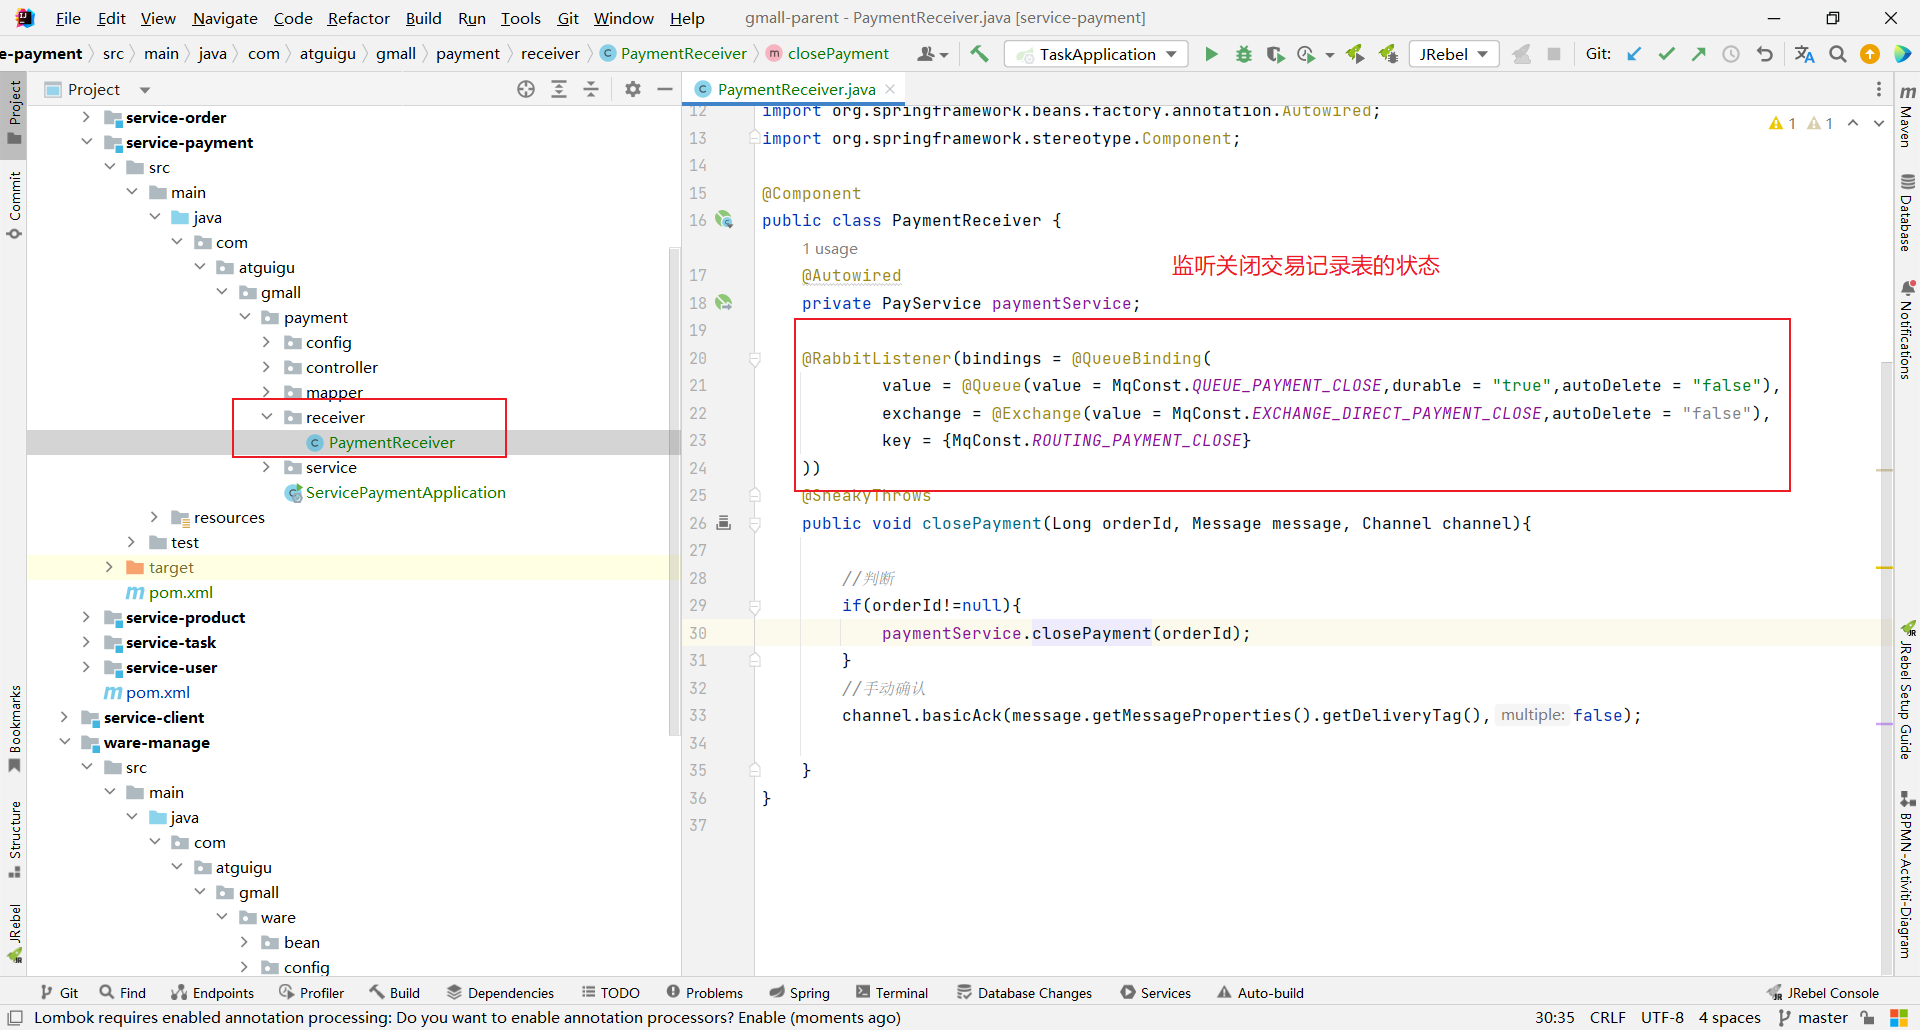 File Edit View Navigate Code Refactor Build Run Tools Git Window Help gmall-parent - PaymentReceiver.java [service-payment]
e-payment src main java com atguigu gmall payment receiver PaymentReceiver closePayment TaskApplication JRebel Git:
Project
PaymentReceiver.java
service-order
service-payment
src
main
java
com
atguigu
gmall
payment
config
controller
mapper
receiver
PaymentReceiver
service
ServicePaymentApplication
resources
test
target
pom.xml
service-product
service-task
service-user
pom.xml
service-client
ware-manage
src
main
java
com
atguigu
gmall
ware
bean
config
1 1
12 import org.springframework.beans.factory.annotation.Autowired;
13 import org.springframework.stereotype.Component;
14
15 @Component
16 public class PaymentReceiver {
1 usage
监听关闭交易记录表的状态
17 @Autowired
18 private PayService paymentService;
19
20 @RabbitListener(bindings = @QueueBinding(
21 value = @Queue(value = MqConst.QUEUE_PAYMENT_CLOSE,durable = "true",autoDelete = "false"),
22 exchange = @Exchange(value = MqConst.EXCHANGE_DIRECT_PAYMENT_CLOSE,autoDelete = "false"),
23 key = {MqConst.ROUTING_PAYMENT_CLOSE}
24 ))
25 @SneakyThrows
26 public void closePayment(Long orderId, Message message, Channel channel){
27
28 //判断
29 if(orderId!=null){
30 paymentService.closePayment(orderId);
31 }
32 //手动确认
33 channel.basicAck(message.getMessageProperties().getDeliveryTag(), multiple: false);
34
35 }
36 }
37
Project
Commit
Bookmarks
Structure
JRebel
Maven
Database
Notifications
JRebel Setup Guide
BPMN-Activiti-Diagram
Git Find Endpoints Profiler Build Dependencies TODO Problems Spring Terminal Database Changes Services Auto-build JRebel Console
Lombok requires enabled annotation processing: Do you want to enable annotation processors? Enable (moments ago) 30:35 CRLF UTF-8 4 spaces master